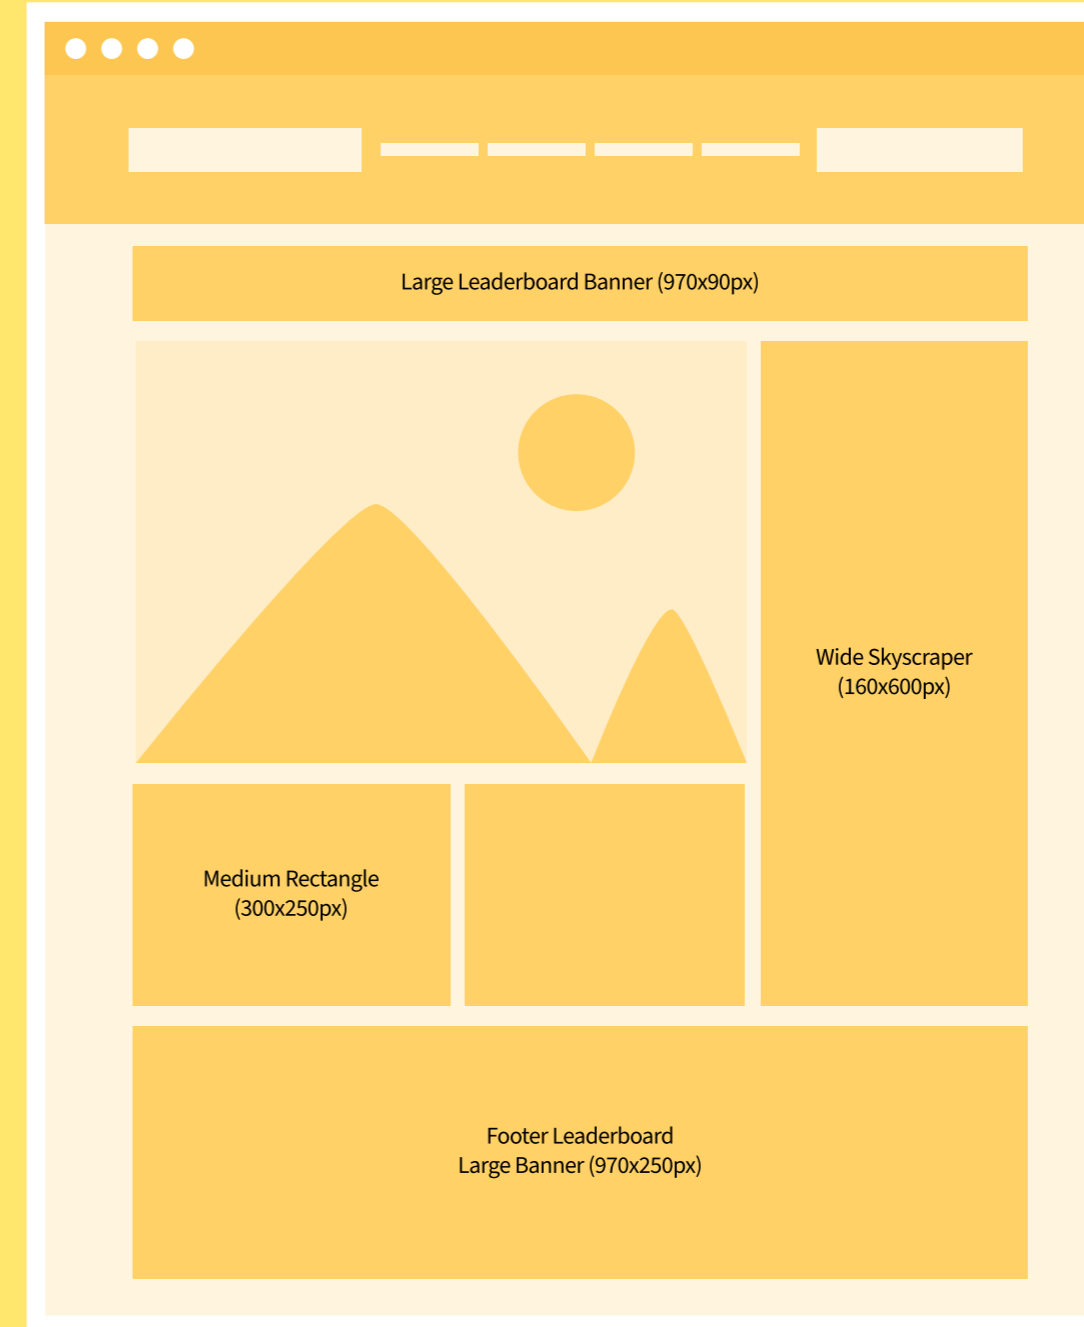 Large Leaderboard Banner (970x90px)
Wide Skyscraper
(160x600px)
Medium Rectangle
(300x250px)
Footer Leaderboard
Large Banner (970x250px)